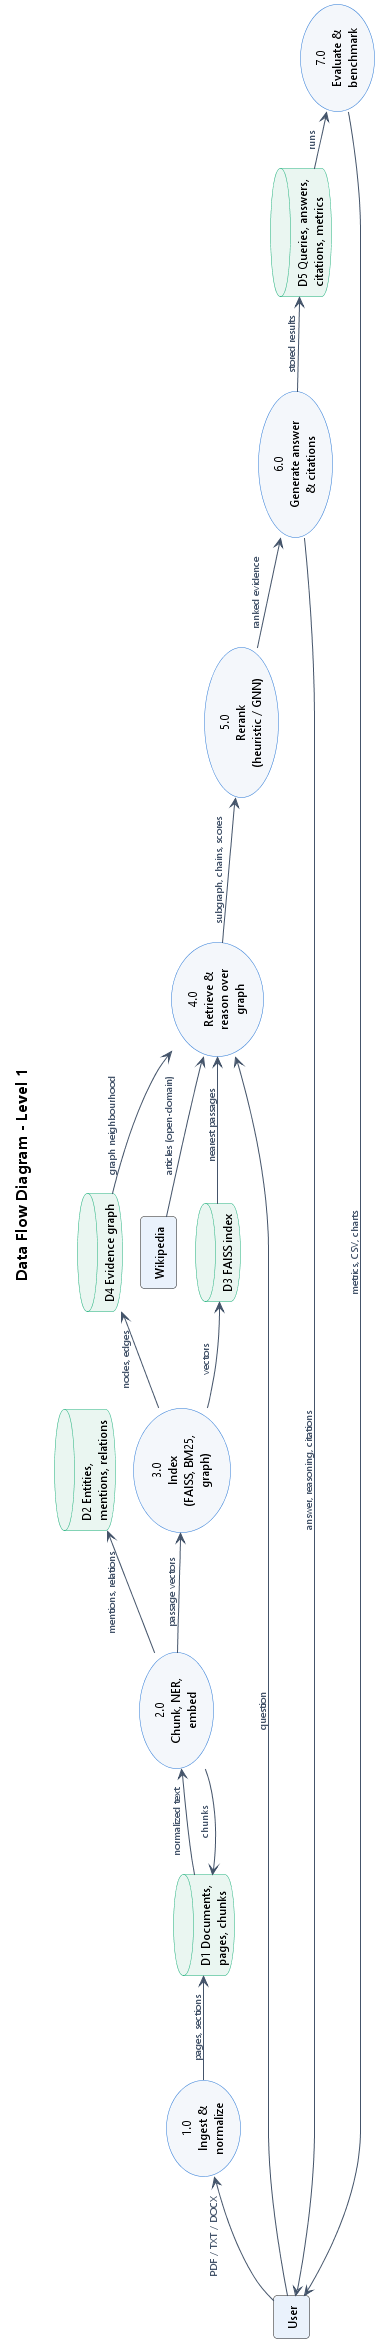 Data Flow Diagram - Level 1
User
PDF / TXT / DOCX
1.0
Ingest &
normalize
pages, sections
D1 Documents,
pages, chunks
normalized text
chunks
2.0
Chunk, NER,
embed
mentions, relations
passage vectors
D2 Entities,
mentions, relations
3.0
Index
(FAISS, BM25,
graph)
nodes, edges
vectors
D4 Evidence graph
Wikipedia
D3 FAISS index
graph neighbourhood
articles (open-domain)
nearest passages
question
4.0
Retrieve &
reason over
graph
subgraph, chains, scores
5.0
Rerank
(heuristic / GNN)
ranked evidence
6.0
Generate answer
& citations
answer, reasoning, citations
stored results
D5 Queries, answers,
citations, metrics
runs
7.0
Evaluate &
benchmark
metrics, CSV, charts